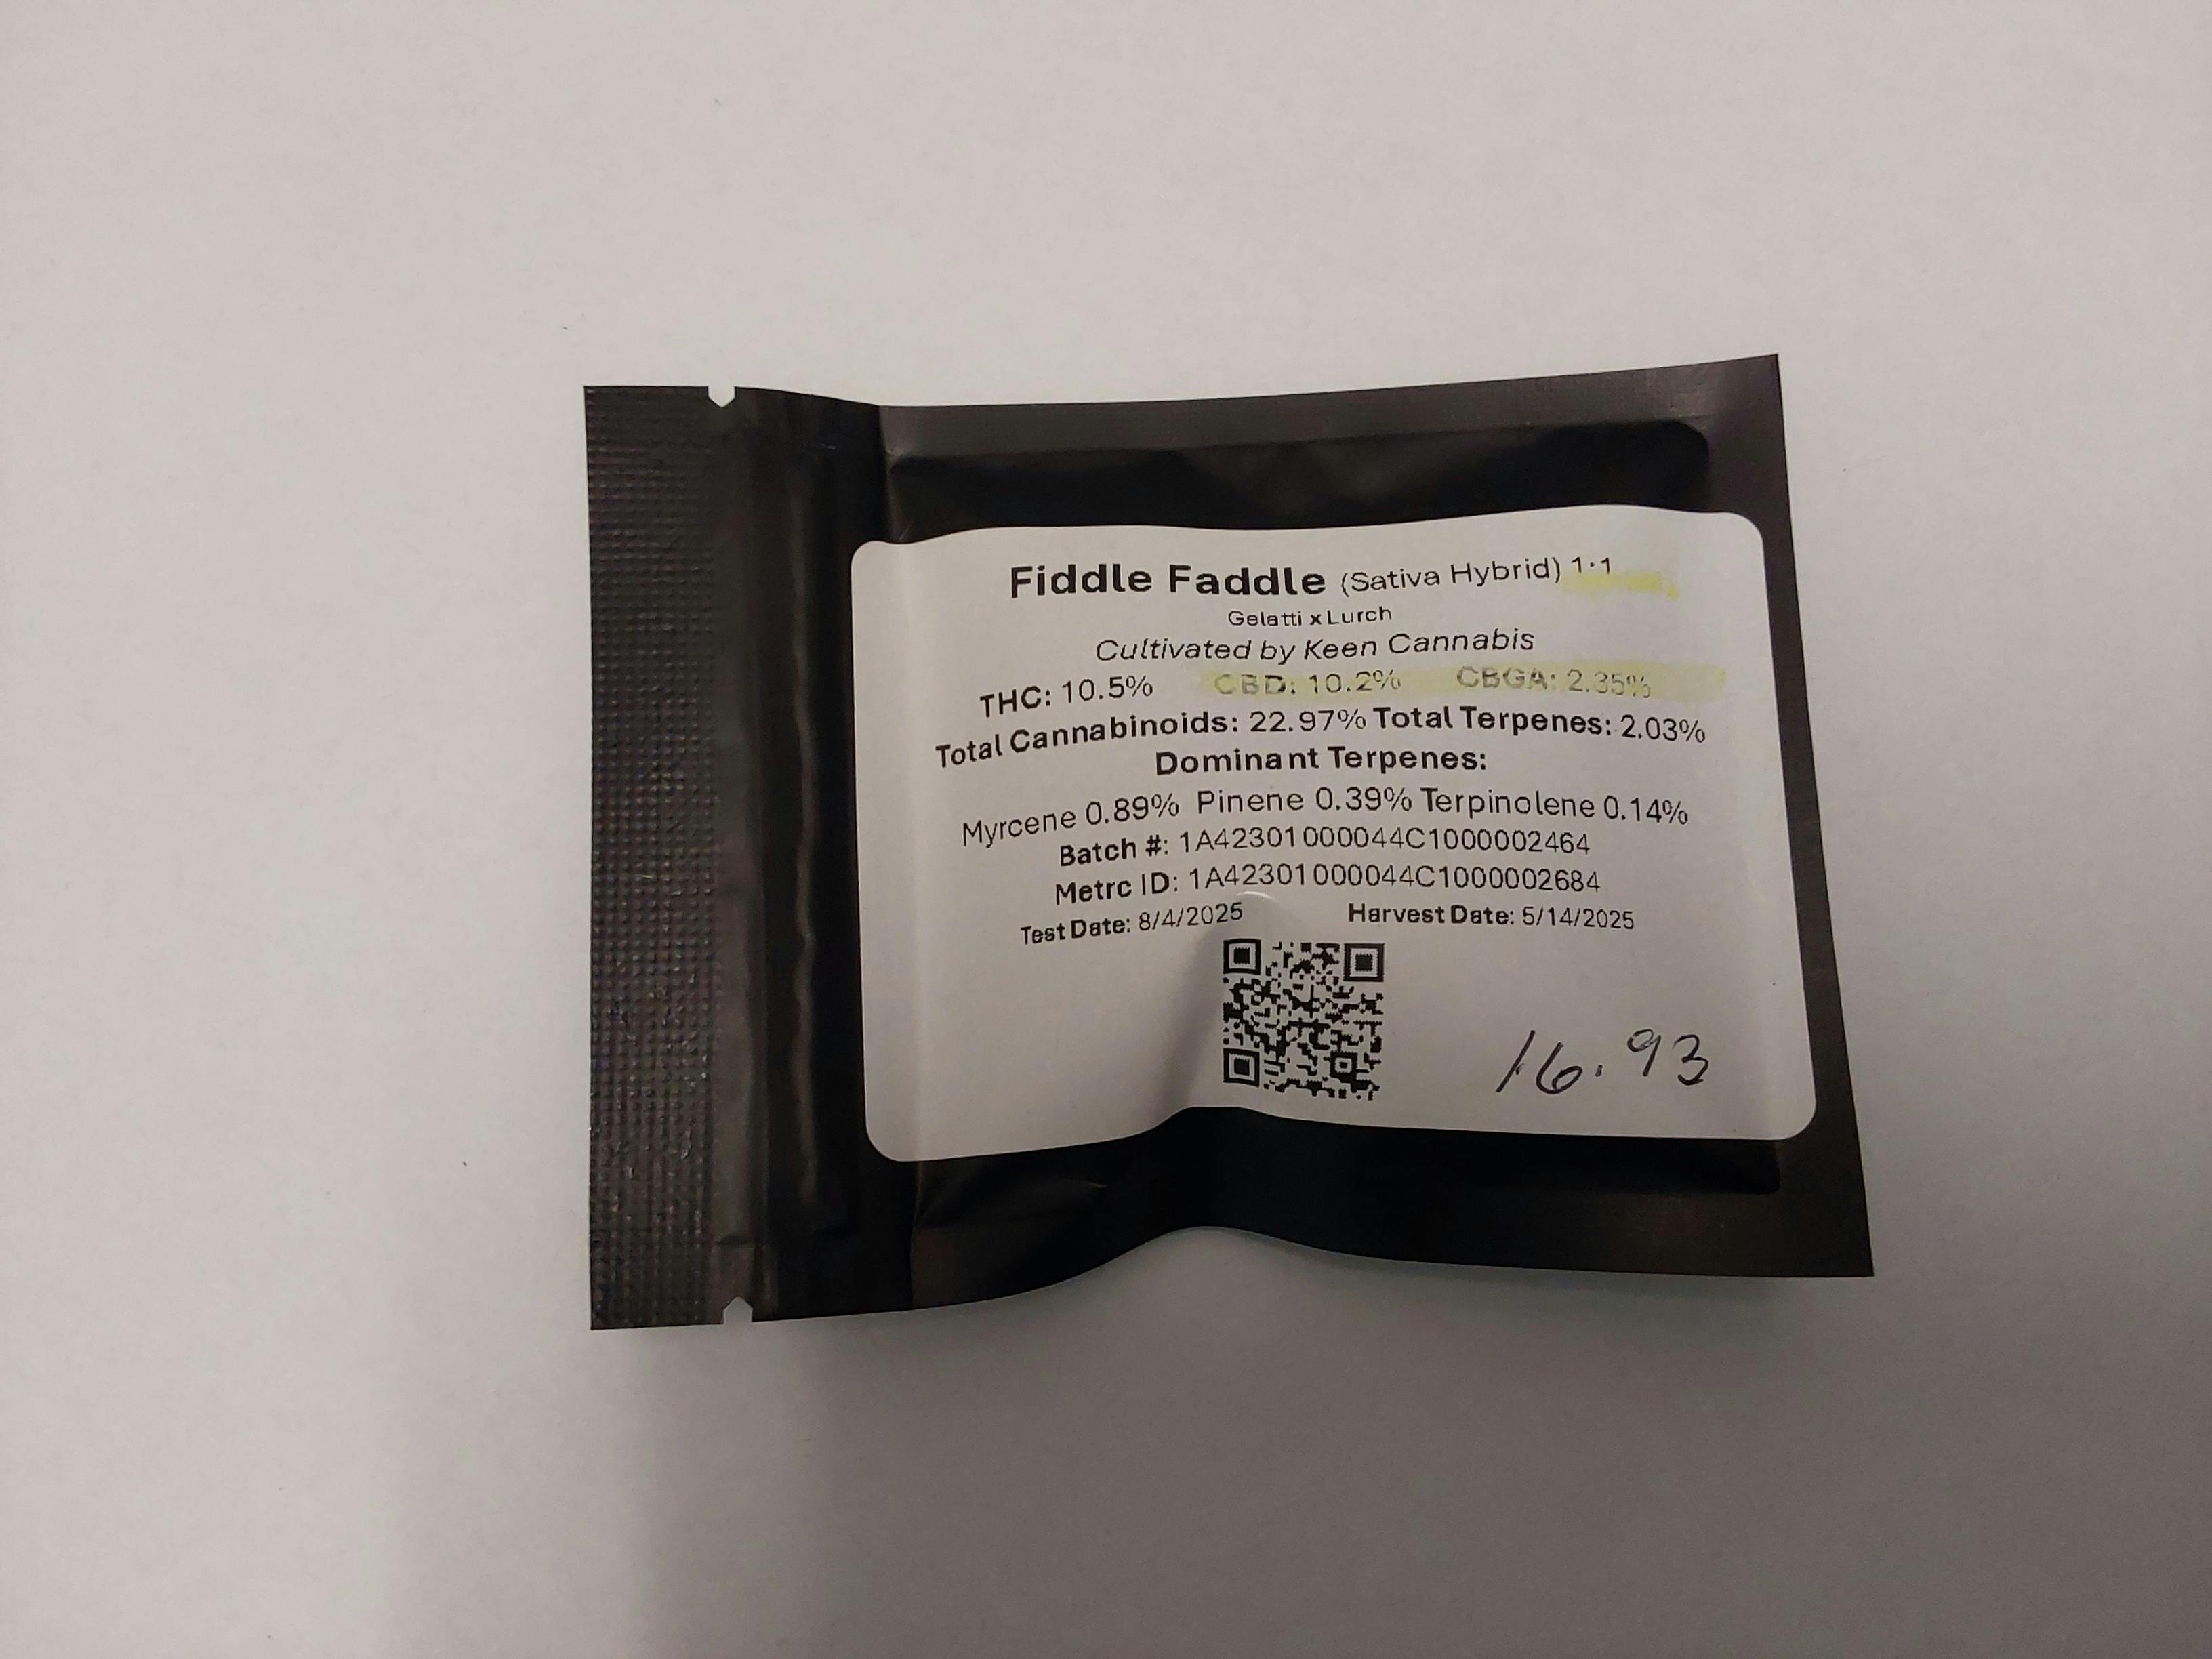 Fiddle Faddle (Sativa Hybrid) 1:1
Gelatti x Lurch
Cultivated by Keen Cannabis
THC: 10.5% CBD: 10.2% CBGA: 2.35%
Total Cannabinoids: 22.97% Total Terpenes: 2.03%
Dominant Terpenes:
Myrcene 0.89% Pinene 0.39% Terpinolene 0.14%
Batch #: 1A42301000044C1000002464
Metrc ID: 1A42301000044C1000002684
Test Date: 8/4/2025 Harvest Date: 5/14/2025
16.93